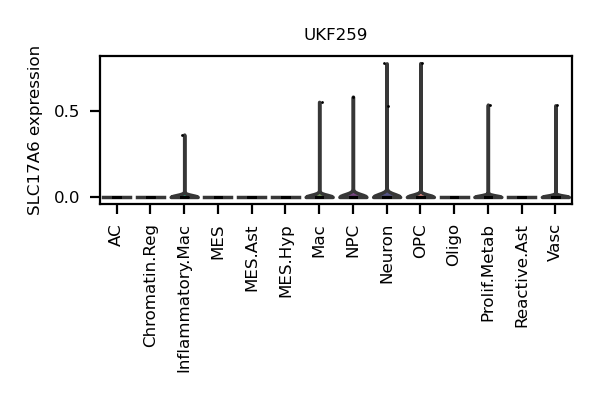 UKF259
SLC17A6 expression
0.5
0.0
AC
Chromatin.Reg
Inflammatory.Mac
MES
MES.Ast
MES.Hyp
Mac
NPC
Neuron
OPC
Oligo
Prolif.Metab
Reactive.Ast
Vasc